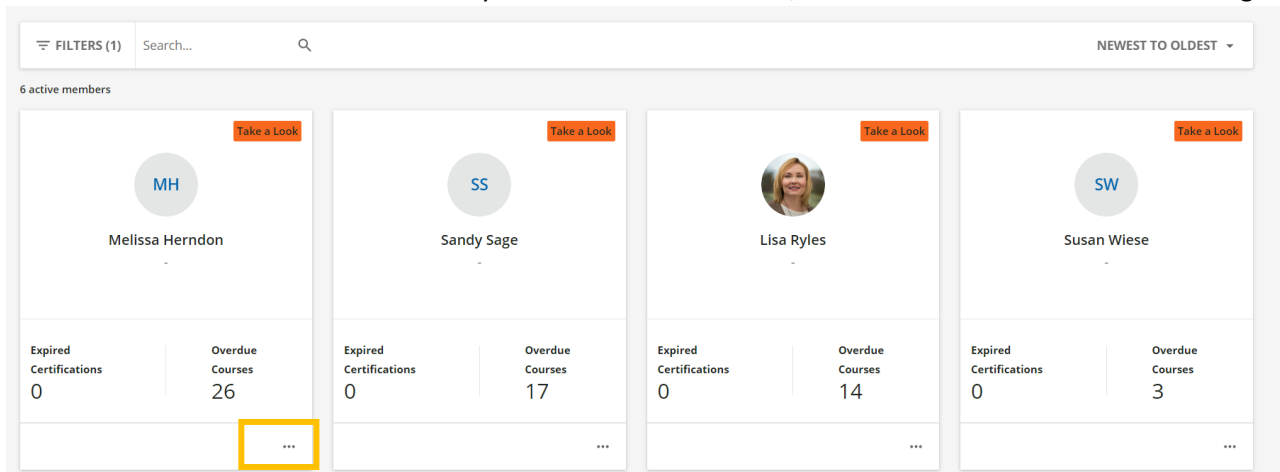 FILTERS (1) Search... NEWEST TO OLDEST
6 active members
Take a Look Take a Look Take a Look Take a Look
MH SS SW
Melissa Herndon Sandy Sage Lisa Ryles Susan Wiese
- - - -
Expired Overdue Expired Overdue Expired Overdue Expired Overdue
Certifications Courses Certifications Courses Certifications Courses Certifications Courses
0 26 0 17 0 14 0 3
... ... ... ...